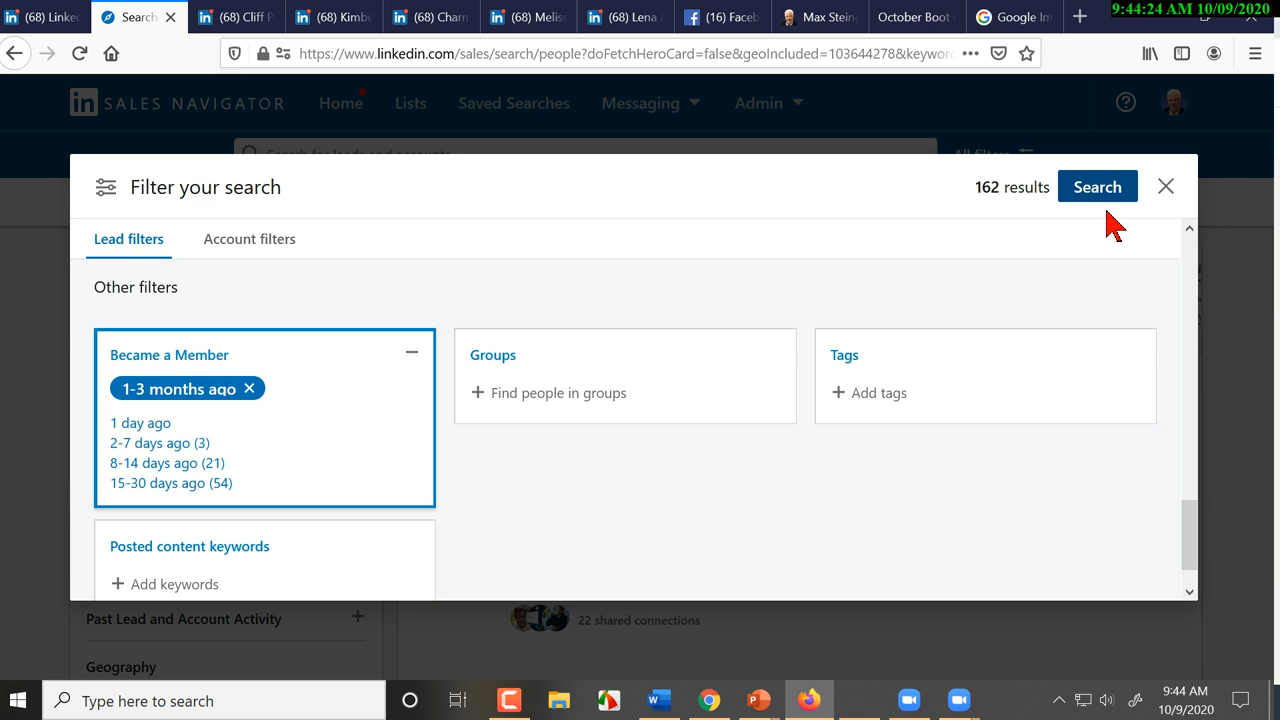 (68) Linke
Search
(68) Cliff P
(68) Kimbe
(68) Charm
(68) Meliss
(68) Lena
(16) Faceb
Max Stein
October Boot
Google Im
9:44:24 AM 10/09/2020
https://www.linkedin.com/sales/search/people?doFetchHeroCard=false&geoIncluded=103644278&keywor
in SALES NAVIGATOR Home Lists Saved Searches Messaging Admin
Search for leads and accounts All filters
Filter your search 162 results Search
Lead filters Account filters
Other filters
Became a Member Groups Tags
1-3 months ago + Find people in groups + Add tags
1 day ago
2-7 days ago (3)
8-14 days ago (21)
15-30 days ago (54)
Posted content keywords
+ Add keywords
Past Lead and Account Activity +
22 shared connections
Geography
Type here to search
9:44 AM
10/9/2020